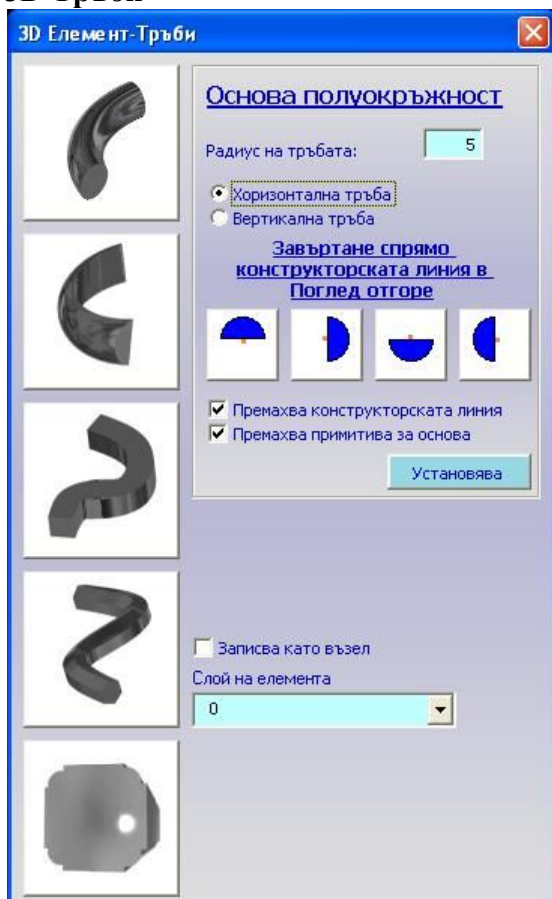 3D Елемент-Тръби
Основа полуокръжност
Радиус на тръбата:
5
Хоризонтална тръба
Вертикална тръба
Завъртане спрямо
конструкторската линия в
Поглед отгоре
Премахва конструкторската линия
Премахва примитива за основа
Установява
Записва като възел
Слой на елемента
0